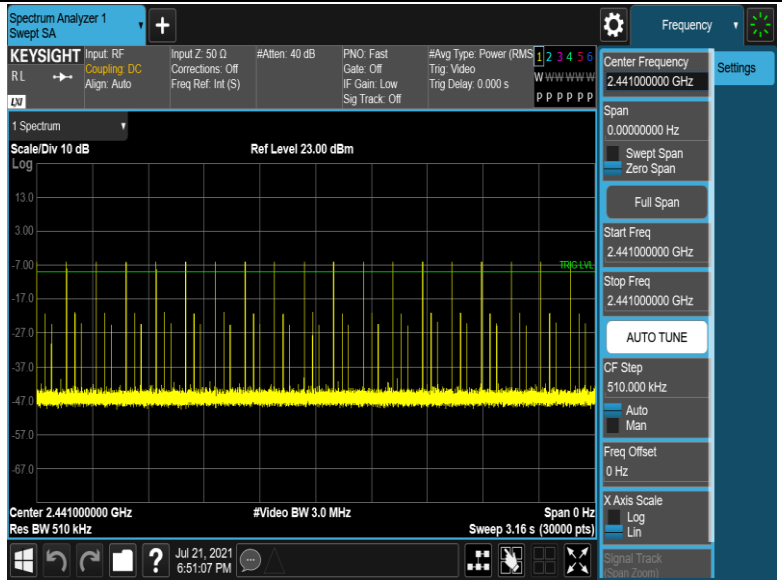 Spectrum Analyzer 1
Swept SA
Frequency
KEYSIGHT
RL
LXI
Input: RF
Coupling: DC
Align: Auto
Input Z: 50 Ω
Corrections: Off
Freq Ref: Int (S)
#Atten: 40 dB
PNO: Fast
Gate: Off
IF Gain: Low
Sig Track: Off
#Avg Type: Power (RMS
Trig: Video
Trig Delay: 0.000 s
1 2 3 4 5 6
W W W W W W
P P P P P P
1 Spectrum
Scale/Div 10 dB
Ref Level 23.00 dBm
Log
13.0
3.00
-7.00
-17.0
-27.0
-37.0
-47.0
-57.0
-67.0
TRIG LVL
Center 2.441000000 GHz
#Video BW 3.0 MHz
Span 0 Hz
Res BW 510 kHz
Sweep 3.16 s (30000 pts)
Jul 21, 2021
6:51:07 PM
Center Frequency
2.441000000 GHz
Settings
Span
0.00000000 Hz
Swept Span
Zero Span
Full Span
Start Freq
2.441000000 GHz
Stop Freq
2.441000000 GHz
AUTO TUNE
CF Step
510.000 kHz
Auto
Man
Freq Offset
0 Hz
X Axis Scale
Log
Lin
Signal Track
(Span Zoom)